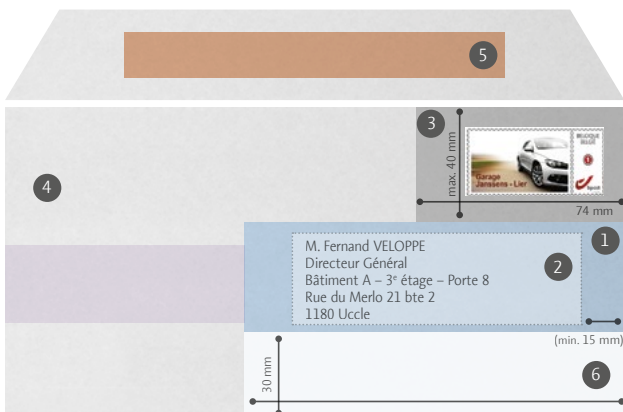 5
3
max. 40 mm
BELGIQUE
BELGIË
1
Garage
Janssens - Lier
bpost
74 mm
4
1
M. Fernand VELOPPE
Directeur Général
Bâtiment A – 3e étage – Porte 8
Rue du Merlo 21 bte 2
1180 Uccle
2
(min. 15 mm)
30 mm
6